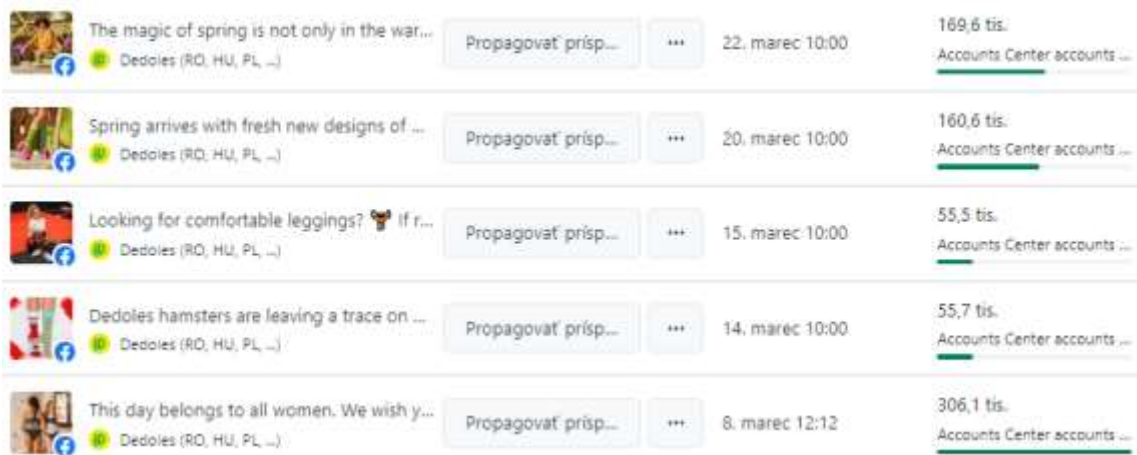 The magic of spring is not only in the war...
Dedoles (RO, HU, PL, ...)
Propagovať prísp...
...
22. marec 10:00
169,6 tis.
Accounts Center accounts ...
Spring arrives with fresh new designs of ...
Dedoles (RO, HU, PL, ...)
Propagovať prísp...
...
20. marec 10:00
160,6 tis.
Accounts Center accounts ...
Looking for comfortable leggings? If r...
Dedoles (RO, HU, PL, ...)
Propagovať prísp...
...
15. marec 10:00
55,5 tis.
Accounts Center accounts ...
Dedoles hamsters are leaving a trace on ...
Dedoles (RO, HU, PL, ...)
Propagovať prísp...
...
14. marec 10:00
55,7 tis.
Accounts Center accounts ...
This day belongs to all women. We wish y...
Dedoles (RO, HU, PL, ...)
Propagovať prísp...
...
8. marec 12:12
306,1 tis.
Accounts Center accounts ...